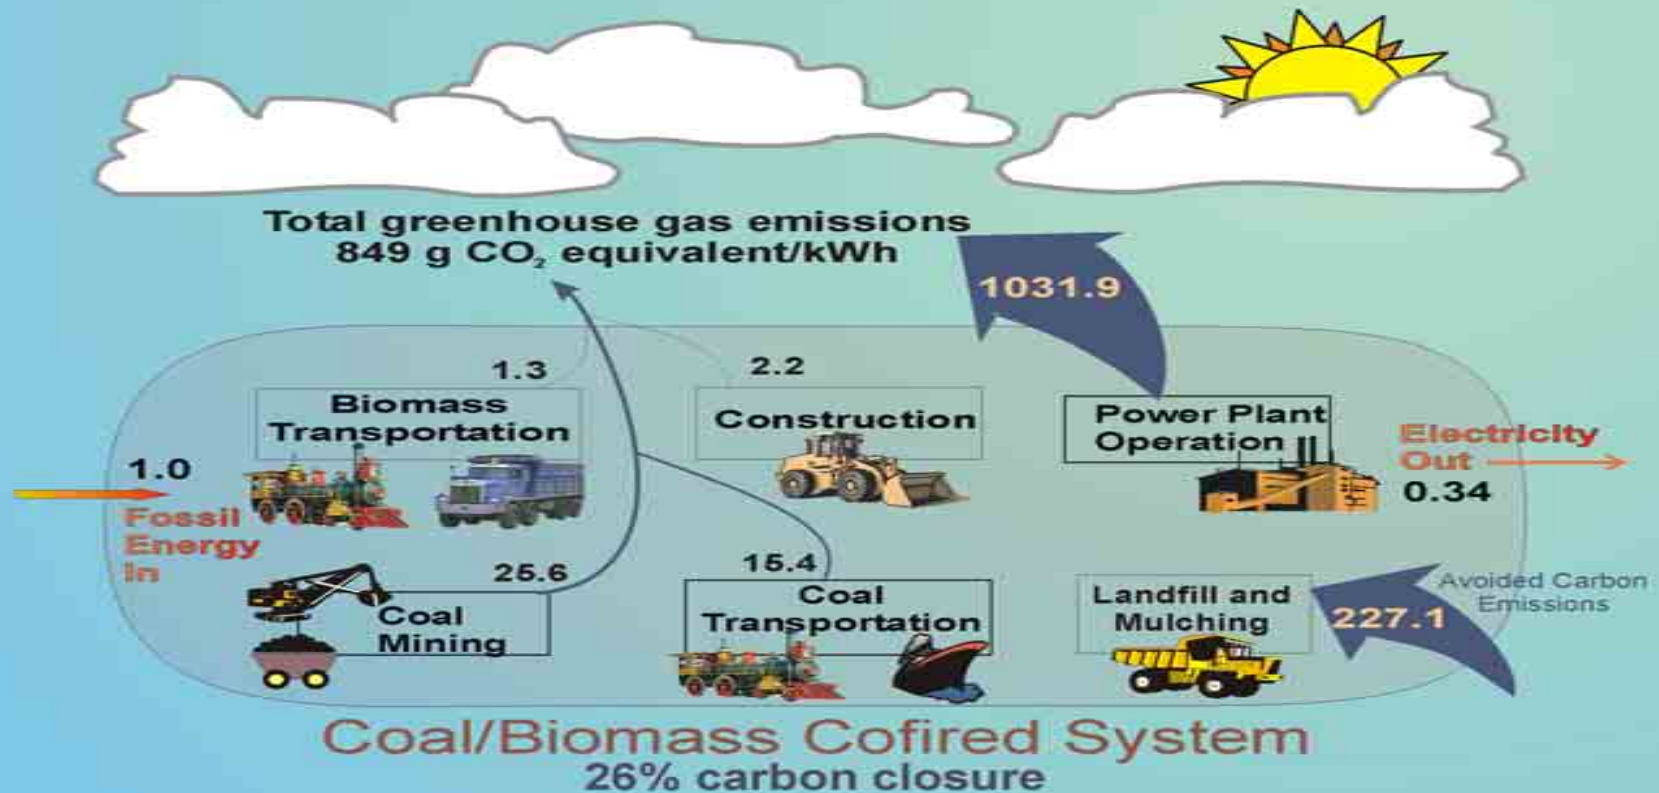 Total greenhouse gas emissions
849 g CO₂ equivalent/kWh
1031.9
1.3
2.2
Biomass
Transportation
Construction
Power Plant
Operation
Electricity
Out
0.34
1.0
Fossil
Energy
In
25.6
15.4
Coal
Mining
Coal
Transportation
Landfill and
Mulching
227.1
Avoided Carbon
Emissions
Coal/Biomass Cofired System
26% carbon closure